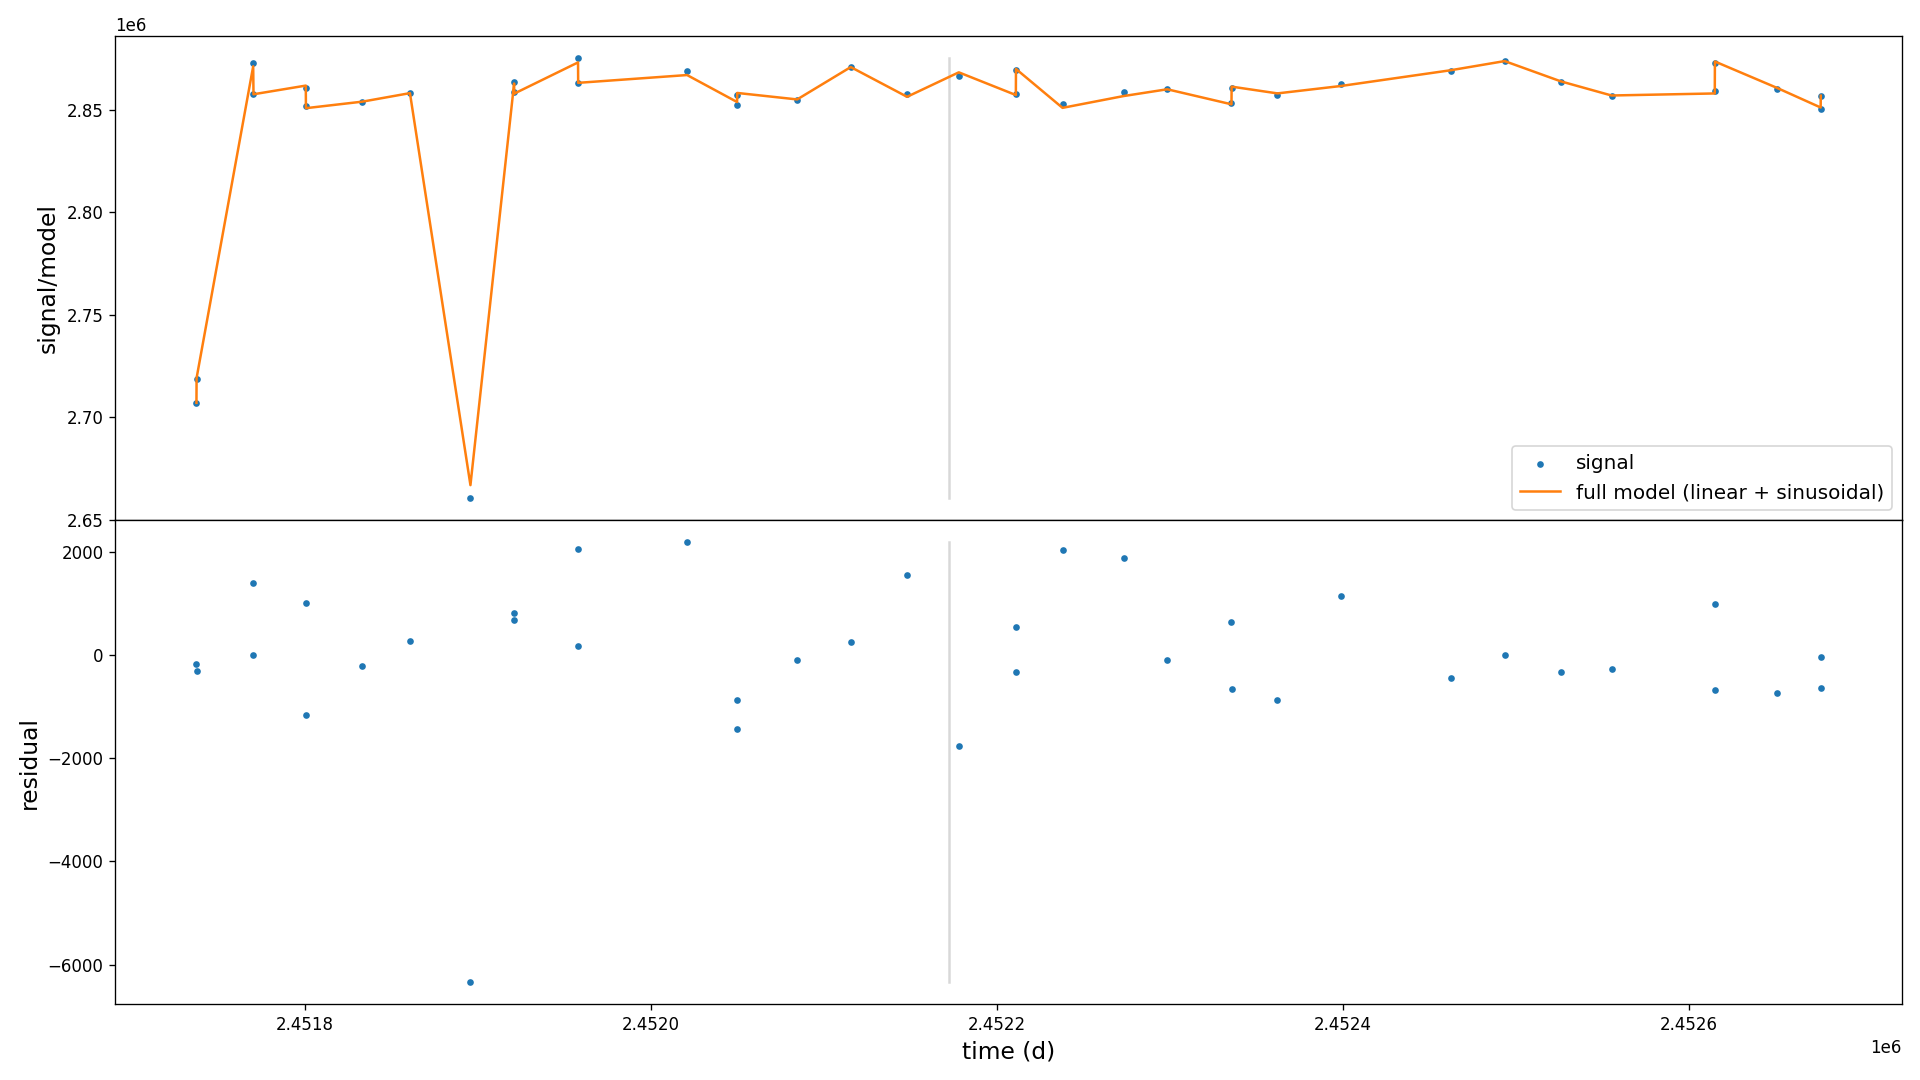 1e6
signal/model
2.85
2.80
2.75
2.70
2.65
signal
full model (linear + sinusoidal)
residual
2000
0
−2000
−4000
−6000
2.4518
2.4520
2.4522
2.4524
2.4526
time (d)
1e6